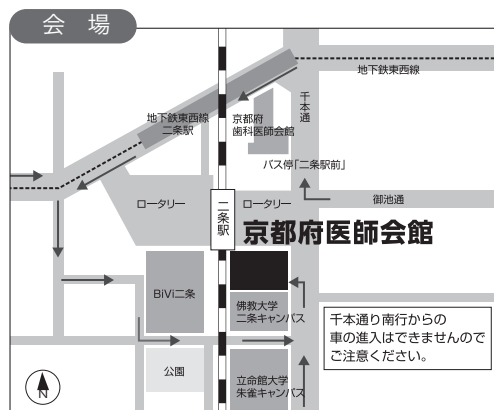 会 場
地下鉄東西線
千本通
地下鉄東西線
二条駅
京都府
歯科医師会館
バス停「二条駅前」
御池通
ロータリー
二条駅
ロータリー
京都府医師会館
BiVi二条
佛教大学
二条キャンパス
千本通り南行からの
車の進入はできませんので
ご注意ください。
公園
立命館大学
朱雀キャンパス
N